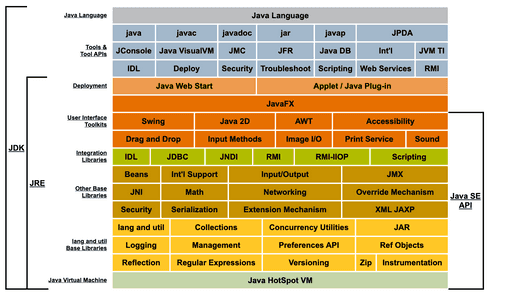 Java Language Java Language
java javac javadoc jar javap JPDA
Tools & Tool APIs
JConsole Java VisualVM JMC JFR Java DB Int'l JVM TI
IDL Deploy Security Troubleshoot Scripting Web Services RMI
Deployment Java Web Start Applet / Java Plug-in
JavaFX
User Interface Toolkits
Swing Java 2D AWT Accessibility
Drag and Drop Input Methods Image I/O Print Service Sound
Integration Libraries
IDL JDBC JNDI RMI RMI-IIOP Scripting
Beans Int'l Support Input/Output JMX
Other Base Libraries
JNI Math Networking Override Mechanism
Security Serialization Extension Mechanism XML JAXP
lang and util Collections Concurrency Utilities JAR
lang and util Base Libraries
Logging Management Preferences API Ref Objects
Reflection Regular Expressions Versioning Zip Instrumentation
Java Virtual Machine Java HotSpot VM
JDK
JRE
Java SE
API